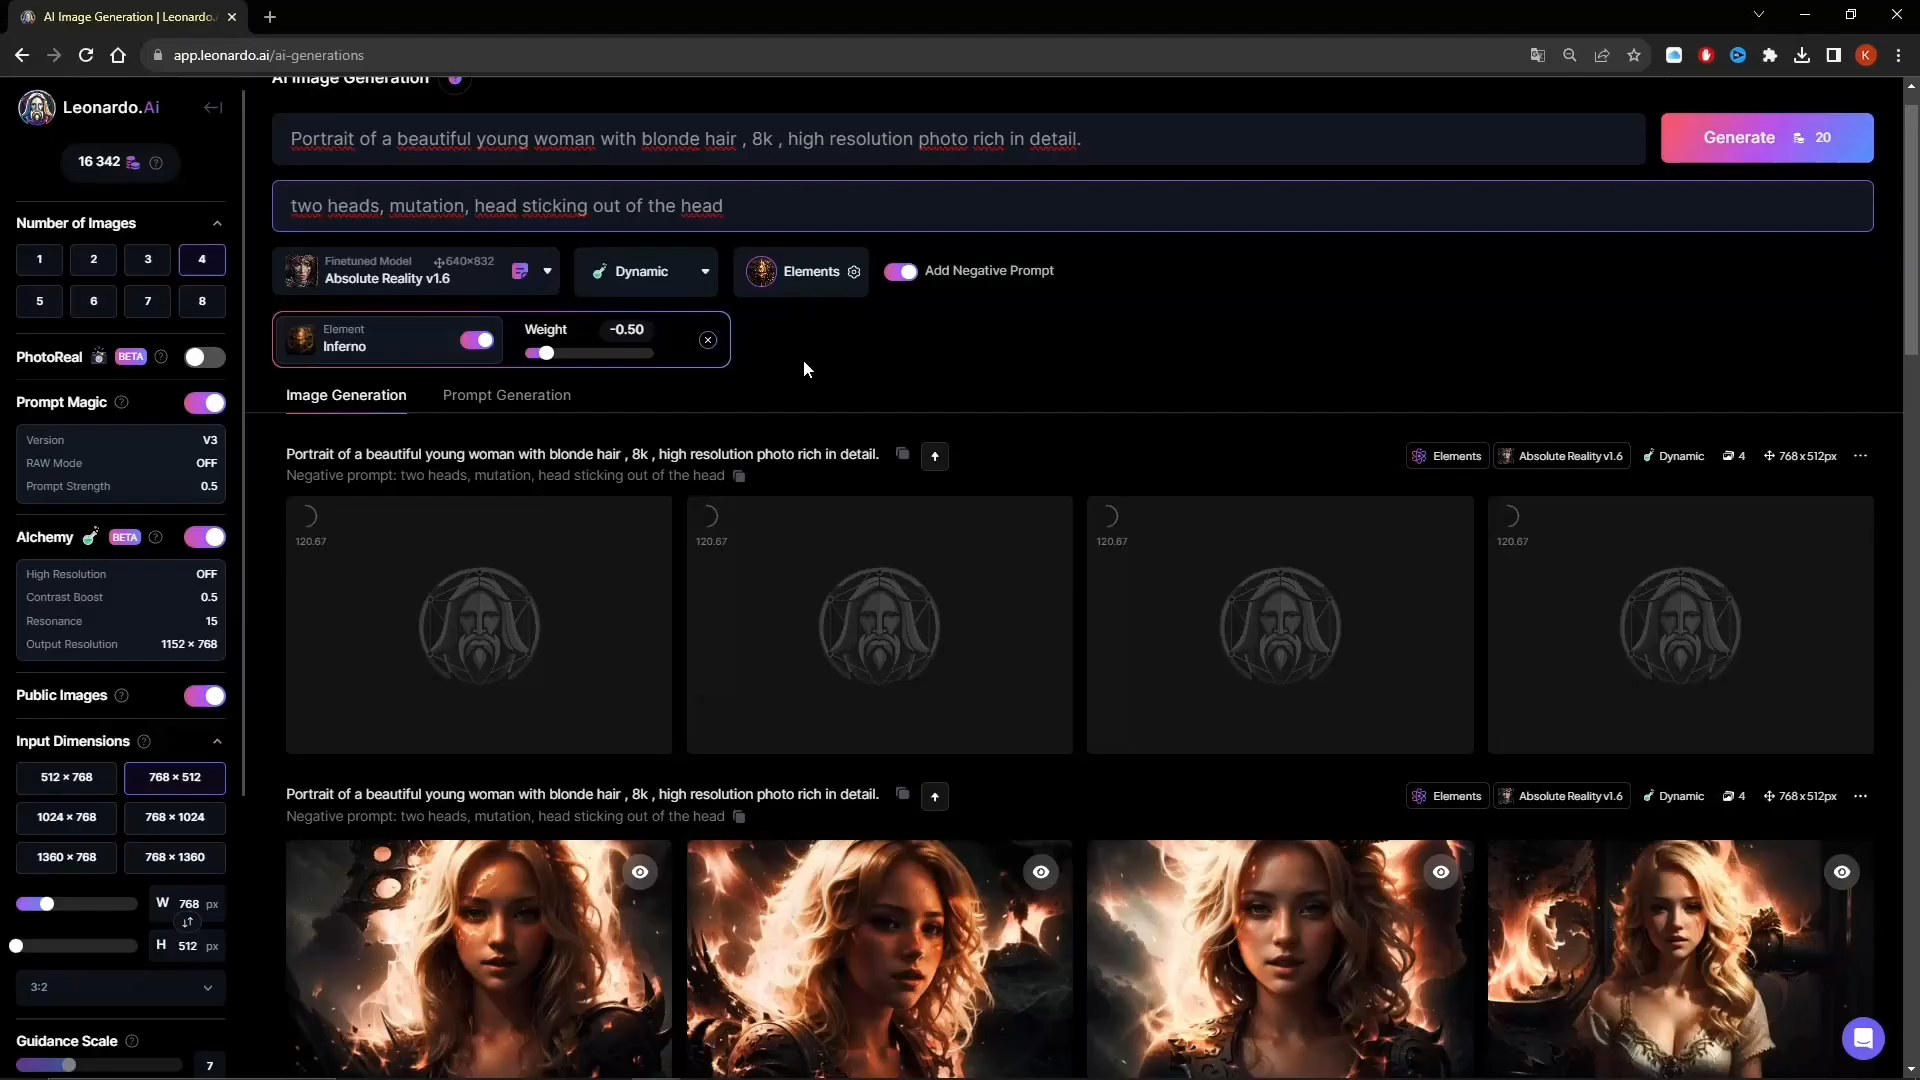 AI Image Generation | Leonardo.
app.leonardo.ai/ai-generations
K
Leonardo.Ai
16 342
Number of Images
1 2 3 4
5 6 7 8
PhotoReal BETA
Prompt Magic
Version V3
RAW Mode OFF
Prompt Strength 0.5
Alchemy BETA
High Resolution OFF
Contrast Boost 0.5
Resonance 15
Output Resolution 1152 × 768
Public Images
Input Dimensions
512 × 768 768 × 512
1024 × 768 768 × 1024
1360 × 768 768 × 1360
W 768 px
H 512 px
3:2
Guidance Scale
7
AI Image Generation
Portrait of a beautiful young woman with blonde hair , 8k , high resolution photo rich in detail.
Generate 20
two heads, mutation, head sticking out of the head
Finetuned Model 640×832
Absolute Reality v1.6
Dynamic
Elements
Add Negative Prompt
Element
Inferno
Weight -0.50
Image Generation Prompt Generation
Portrait of a beautiful young woman with blonde hair , 8k , high resolution photo rich in detail.
Negative prompt: two heads, mutation, head sticking out of the head
Elements Absolute Reality v1.6 Dynamic 4 768 x 512px
120.67 120.67 120.67 120.67
Portrait of a beautiful young woman with blonde hair , 8k , high resolution photo rich in detail.
Negative prompt: two heads, mutation, head sticking out of the head
Elements Absolute Reality v1.6 Dynamic 4 768 x 512px